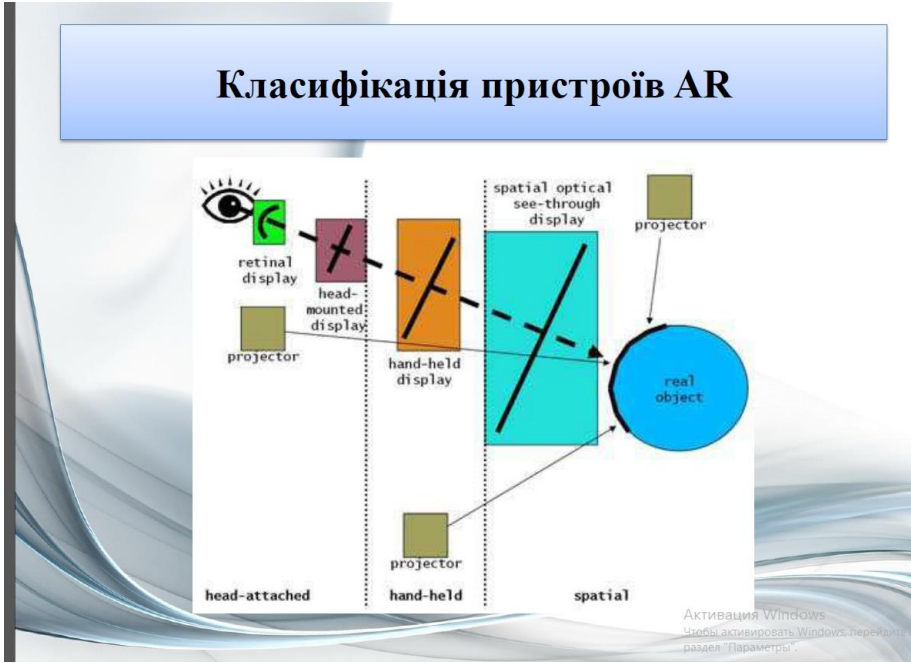 Класифікація пристроїв AR
spatial optical
see-through
display
projector
retinal
display
head-
mounted
display
projector
hand-held
display
real
object
projector
head-attached
hand-held
spatial
Активация Windows
Чтобы активировать Windows, перейдите
раздел "Параметры".